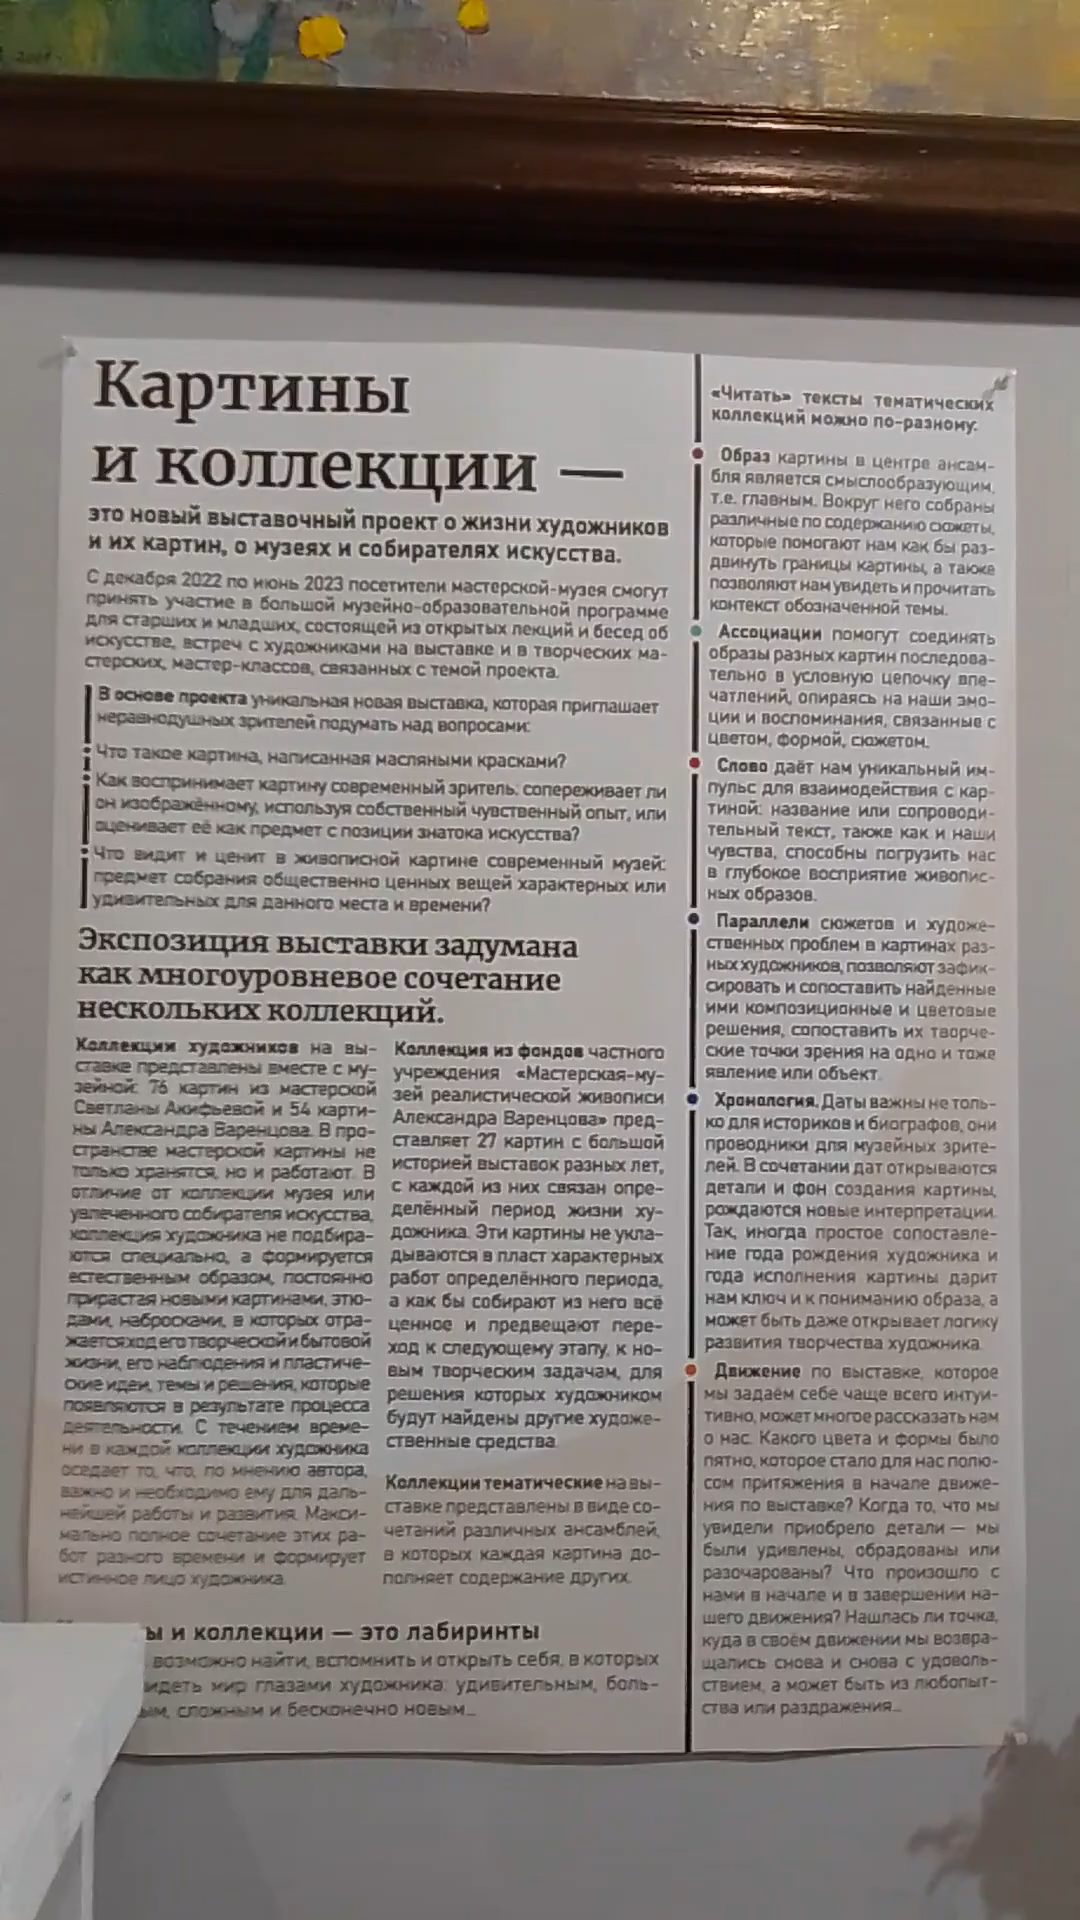 Картины
и коллекции —
это новый выставочный проект о жизни художников
и их картин, о музеях и собирателях искусства.
С декабря 2022 по июнь 2023 посетители мастерской-музея смогут
принять участие в большой музейно-образовательной программе
для старших и младших, состоящей из открытых лекций и бесед об
искусстве, встреч с художниками на выставке и в творческих ма-
стерских, мастер-классов, связанных с темой проекта.
В основе проекта уникальная новая выставка, которая приглашает
неравнодушных зрителей подумать над вопросами:
Что такое картина, написанная масляными красками?
Как воспринимает картину современный зритель: сопереживает ли
он изображённому, используя собственный чувственный опыт, или
оценивает её как предмет с позиции знатока искусства?
Что видит и ценит в живописной картине современный музей:
предмет собрания общественно ценных вещей характерных или
удивительных для данного места и времени?
Экспозиция выставки задумана
как многоуровневое сочетание
нескольких коллекций.
Коллекции художников на вы-
ставке представлены вместе с му-
зейной: 76 картин из мастерской
Светланы Акифьевой и 54 карти-
ны Александра Варенцова. В про-
странстве мастерской картины не
только хранятся, но и работают. В
отличие от коллекции музея или
увлечённого собирателя искусства,
коллекция художника не подбира-
ются специально, а формируется
естественным образом, постоянно
прирастая новыми картинами, этю-
дами, набросками, в которых отра-
жается ход его творческой и бытовой
жизни, его наблюдения и пластиче-
ские идеи, темы и решения, которые
появляются в результате процесса
деятельности. С течением време-
ни в каждой коллекции художника
оседает то, что, по мнению автора,
важно и необходимо ему для даль-
нейшей работы и развития. Макси-
мально полное сочетание этих ра-
бот разного времени и формирует
истинное лицо художника.
Коллекция из фондов частного
учреждения «Мастерская-му-
зей реалистической живописи
Александра Варенцова» пред-
ставляет 27 картин с большой
историей выставок разных лет,
с каждой из них связан опре-
делённый период жизни ху-
дожника. Эти картины не укла-
дываются в пласт характерных
работ определённого периода,
а как бы собирают из него всё
ценное и предвещают пере-
ход к следующему этапу, к но-
вым творческим задачам, для
решения которых художником
будут найдены другие художе-
ственные средства.
Коллекции тематические на вы-
ставке представлены в виде со-
четаний различных ансамблей,
в которых каждая картина до-
полняет содержание других.
ы и коллекции — это лабиринты
возможно найти, вспомнить и открыть себя, в которых
идеть мир глазами художника: удивительным, боль-
ым, сложным и бесконечно новым...
«Читать» тексты тематических
коллекций можно по-разному:
Образ картины в центре ансам-
бля является смыслообразующим,
т.е. главным. Вокруг него собраны
различные по содержанию сюжеты,
которые помогают нам как бы раз-
двинуть границы картины, а также
позволяют нам увидеть и прочитать
контекст обозначенной темы.
Ассоциации помогут соединять
образы разных картин последова-
тельно в условную цепочку впе-
чатлений, опираясь на наши эмо-
ции и воспоминания, связанные с
цветом, формой, сюжетом.
Слово даёт нам уникальный им-
пульс для взаимодействия с кар-
тиной: название или сопроводи-
тельный текст, также как и наши
чувства, способны погрузить нас
в глубокое восприятие живопис-
ных образов.
Параллели сюжетов и художе-
ственных проблем в картинах раз-
ных художников, позволяют зафик-
сировать и сопоставить найденные
ими композиционные и цветовые
решения, сопоставить их творче-
ские точки зрения на одно и тоже
явление или объект.
Хронология. Даты важны не толь-
ко для историков и биографов, они
проводники для музейных зрите-
лей. В сочетании дат открываются
детали и фон создания картины,
рождаются новые интерпретации.
Так, иногда простое сопоставле-
ние года рождения художника и
года исполнения картины дарит
нам ключ и к пониманию образа, а
может быть даже открывает логику
развития творчества художника.
Движение по выставке, которое
мы задаём себе чаще всего интуи-
тивно, может многое рассказать нам
о нас. Какого цвета и формы было
пятно, которое стало для нас полю-
сом притяжения в начале движе-
ния по выставке? Когда то, что мы
увидели приобрело детали — мы
были удивлены, обрадованы или
разочарованы? Что произошло с
нами в начале и в завершении на-
шего движения? Нашлась ли точка,
куда в своём движении мы возвра-
щались снова и снова с удоволь-
ствием, а может быть из любопыт-
ства или раздражения...